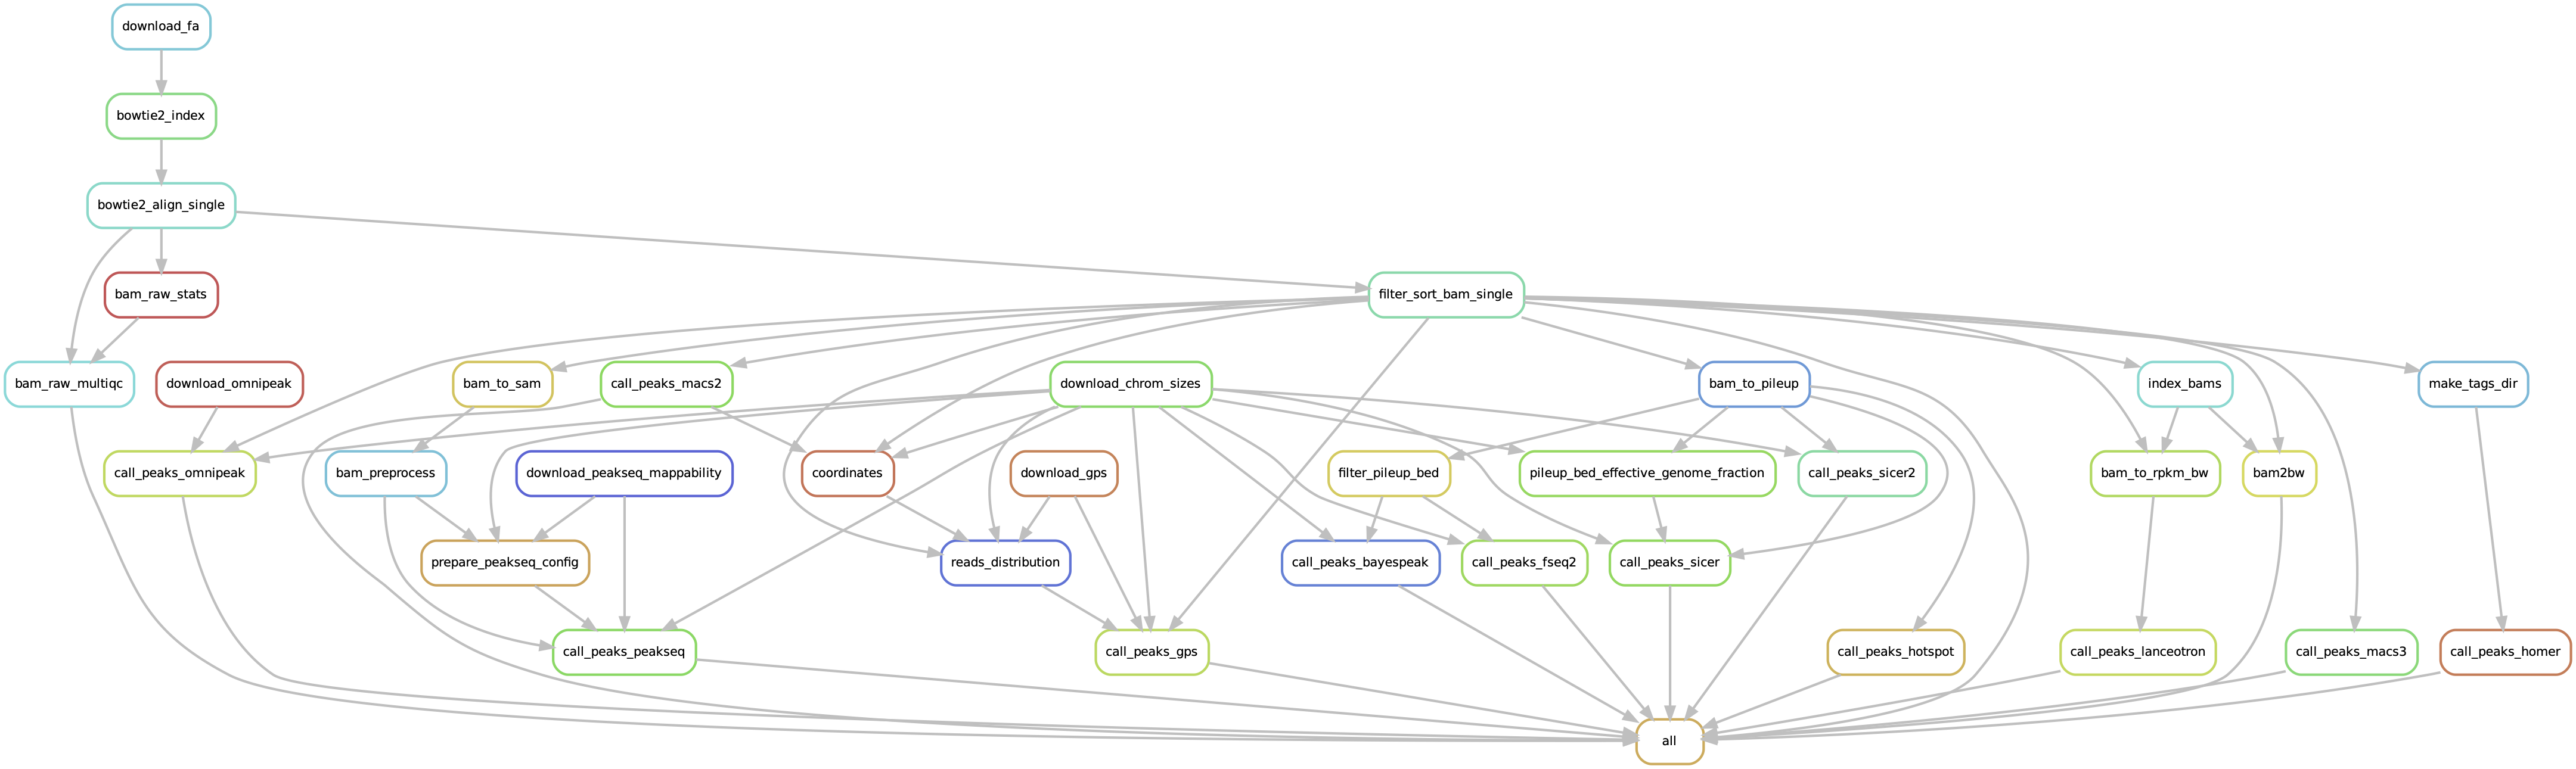 download_fa
bowtie2_index
bowtie2_align_single
bam_raw_stats
filter_sort_bam_single
bam_raw_multiqc
download_omnipeak
bam_to_sam
call_peaks_macs2
download_chrom_sizes
bam_to_pileup
index_bams
make_tags_dir
call_peaks_omnipeak
bam_preprocess
download_peakseq_mappability
coordinates
download_gps
filter_pileup_bed
pileup_bed_effective_genome_fraction
call_peaks_sicer2
bam_to_rpkm_bw
bam2bw
prepare_peakseq_config
reads_distribution
call_peaks_bayespeak
call_peaks_fseq2
call_peaks_sicer
call_peaks_peakseq
call_peaks_gps
call_peaks_hotspot
call_peaks_lanceotron
call_peaks_macs3
call_peaks_homer
all